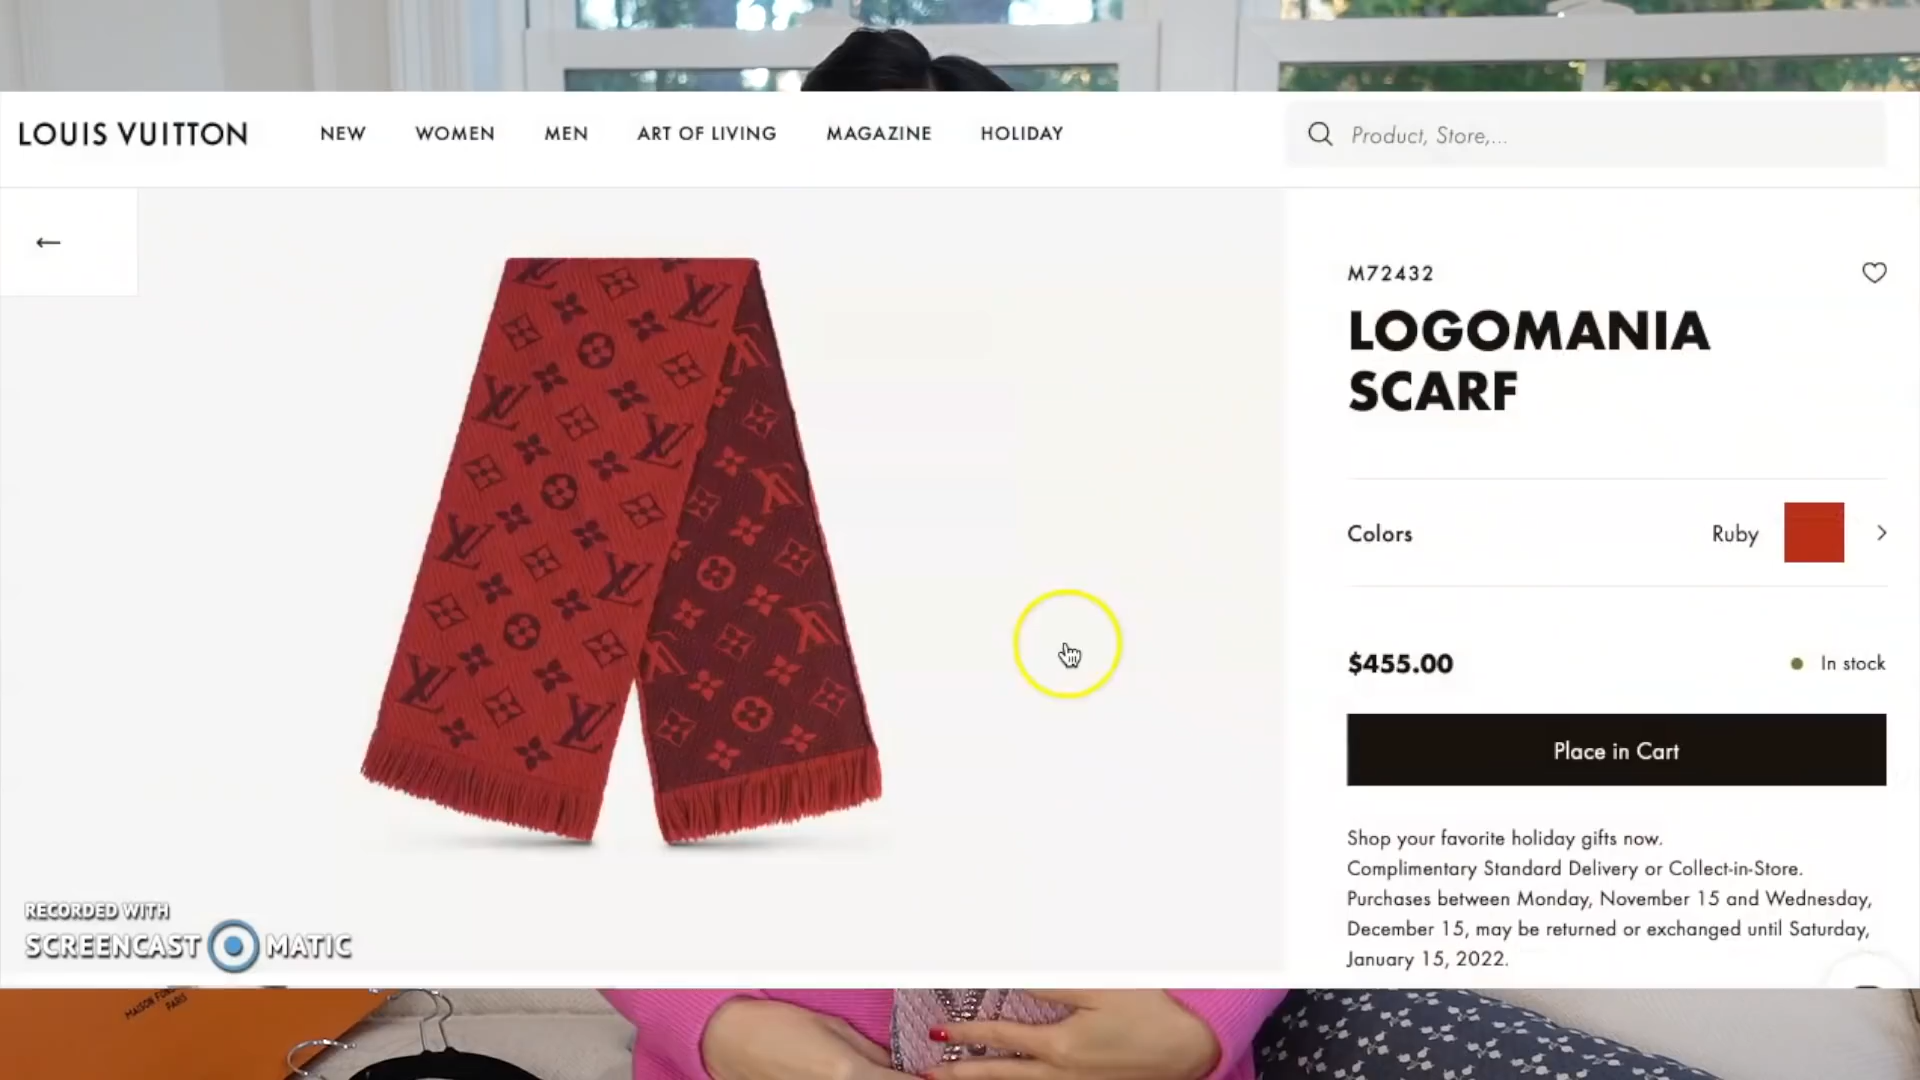 LOUIS VUITTON
NEW
WOMEN
MEN
ART OF LIVING
MAGAZINE
HOLIDAY
Product, Store,...
M72432
LOGOMANIA
SCARF
Colors
Ruby
$455.00
In stock
Place in Cart
Shop your favorite holiday gifts now.
Complimentary Standard Delivery or Collect-in-Store.
Purchases between Monday, November 15 and Wednesday,
December 15, may be returned or exchanged until Saturday,
January 15, 2022.
RECORDED WITH
SCREENCAST MATIC
MAISON
PARIS